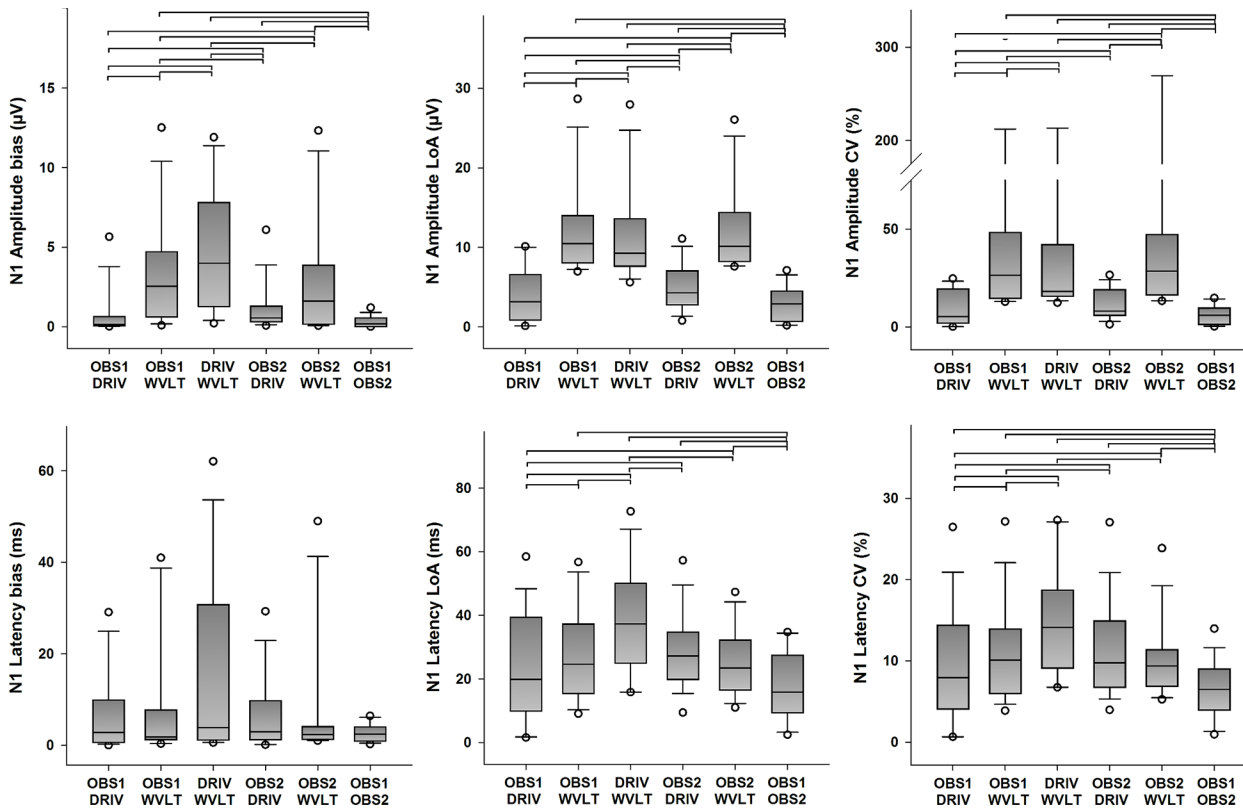 N1 Amplitude bias (µV)
15
10
5
0
OBS1 OBS1 DRIV OBS2 OBS2 OBS1
DRIV WVLT WVLT DRIV WVLT OBS2
N1 Amplitude LoA (µV)
30
20
10
0
OBS1 OBS1 DRIV OBS2 OBS2 OBS1
DRIV WVLT WVLT DRIV WVLT OBS2
N1 Amplitude CV (%)
300
200
50
0
OBS1 OBS1 DRIV OBS2 OBS2 OBS1
DRIV WVLT WVLT DRIV WVLT OBS2
N1 Latency bias (ms)
60
40
20
0
OBS1 OBS1 DRIV OBS2 OBS2 OBS1
DRIV WVLT WVLT DRIV WVLT OBS2
N1 Latency LoA (ms)
80
60
40
20
0
OBS1 OBS1 DRIV OBS2 OBS2 OBS1
DRIV WVLT WVLT DRIV WVLT OBS2
N1 Latency CV (%)
30
20
10
0
OBS1 OBS1 DRIV OBS2 OBS2 OBS1
DRIV WVLT WVLT DRIV WVLT OBS2